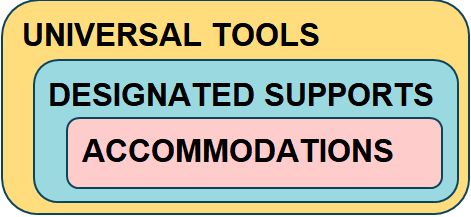 UNIVERSAL TOOLS
DESIGNATED SUPPORTS
ACCOMMODATIONS